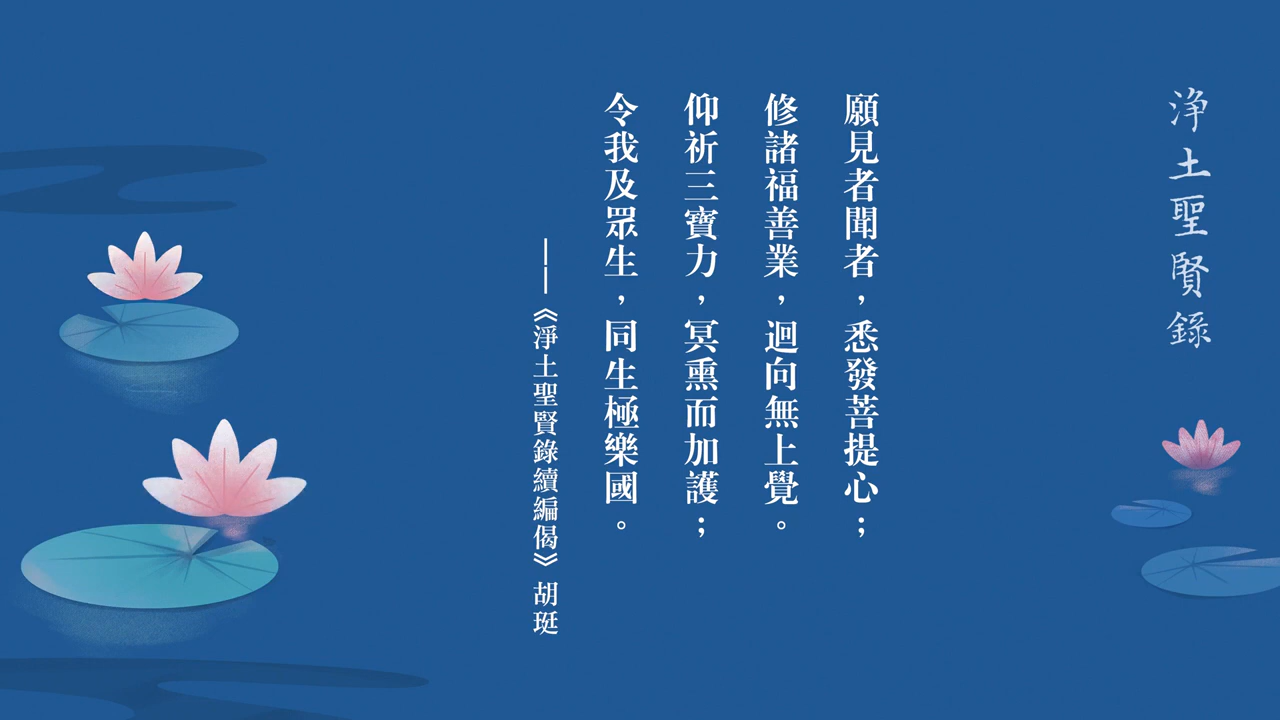 淨土聖賢錄
願見者聞者，悉發菩提心；
修諸福善業，迴向無上覺。
仰祈三寶力，冥熏而加護；
令我及眾生，同生極樂國。
——《淨土聖賢錄續編偈》胡珽